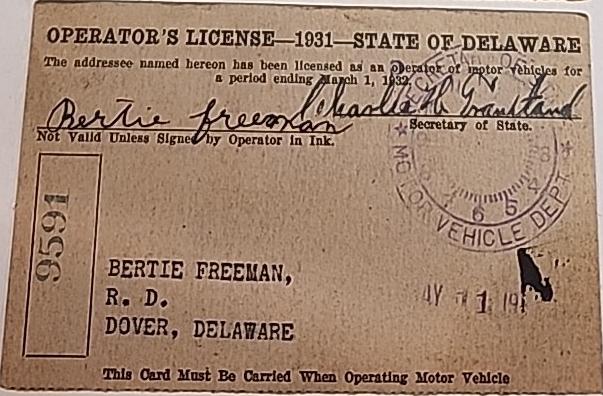 OPERATOR'S LICENSE—1931—STATE OF DELAWARE
The addressee named hereon has been licensed as an operator of motor vehicles for
a period ending March 1, 1932.
Bertie Freeman
Secretary of State.
Not Valid Unless Signed by Operator in Ink.
MOTOR VEHICLE DEPT.
9591
BERTIE FREEMAN,
R. D.
DOVER, DELAWARE
This Card Must Be Carried When Operating Motor Vehicle